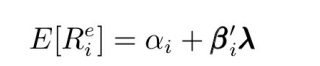 E[R_i^e] = α_i + β_i′λ